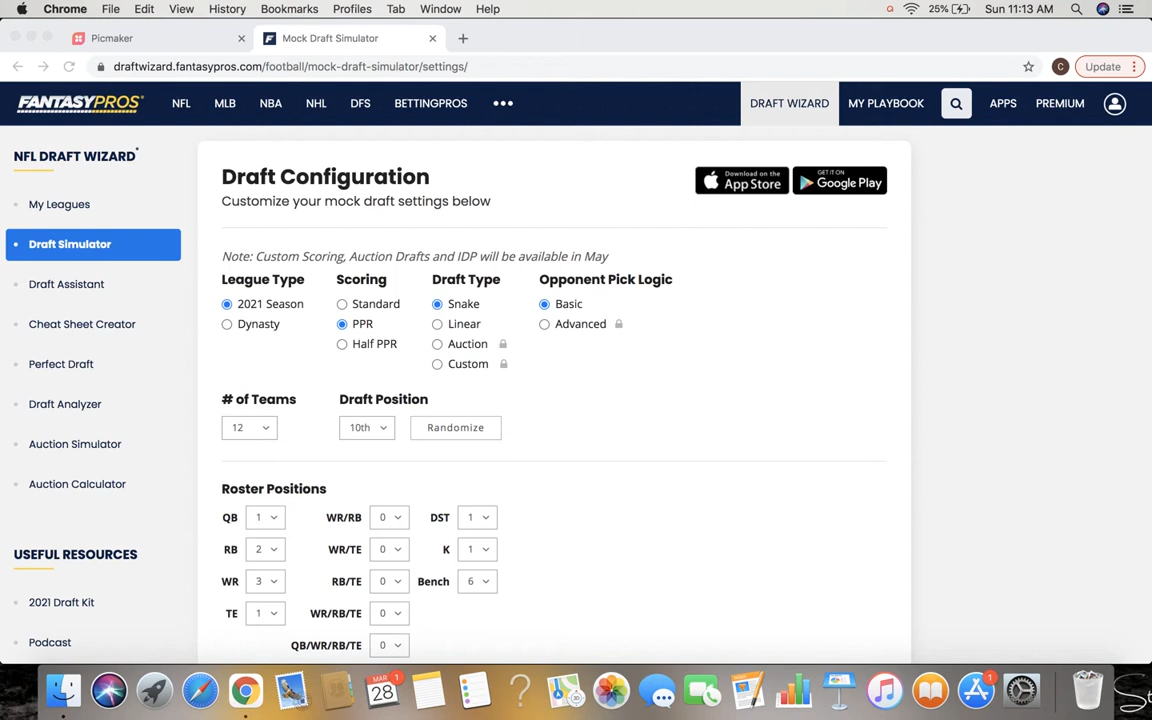 Chrome File Edit View History Bookmarks Profiles Tab Window Help 25% Sun 11:13 AM
Picmaker Mock Draft Simulator
draftwizard.fantasypros.com/football/mock-draft-simulator/settings/ C Update
FANTASYPROS NFL MLB NBA NHL DFS BETTINGPROS ••• DRAFT WIZARD MY PLAYBOOK APPS PREMIUM
NFL DRAFT WIZARD
My Leagues
Draft Simulator
Draft Assistant
Cheat Sheet Creator
Perfect Draft
Draft Analyzer
Auction Simulator
Auction Calculator
USEFUL RESOURCES
2021 Draft Kit
Podcast
Draft Configuration
Customize your mock draft settings below
Download on the App Store
GET IT ON Google Play
Note: Custom Scoring, Auction Drafts and IDP will be available in May
League Type Scoring Draft Type Opponent Pick Logic
2021 Season Standard Snake Basic
Dynasty PPR Linear Advanced
Half PPR Auction
Custom
# of Teams Draft Position
12 10th Randomize
Roster Positions
QB 1 WR/RB 0 DST 1
RB 2 WR/TE 0 K 1
WR 3 RB/TE 0 Bench 6
TE 1 WR/RB/TE 0
QB/WR/RB/TE 0
MAR 1
28
1